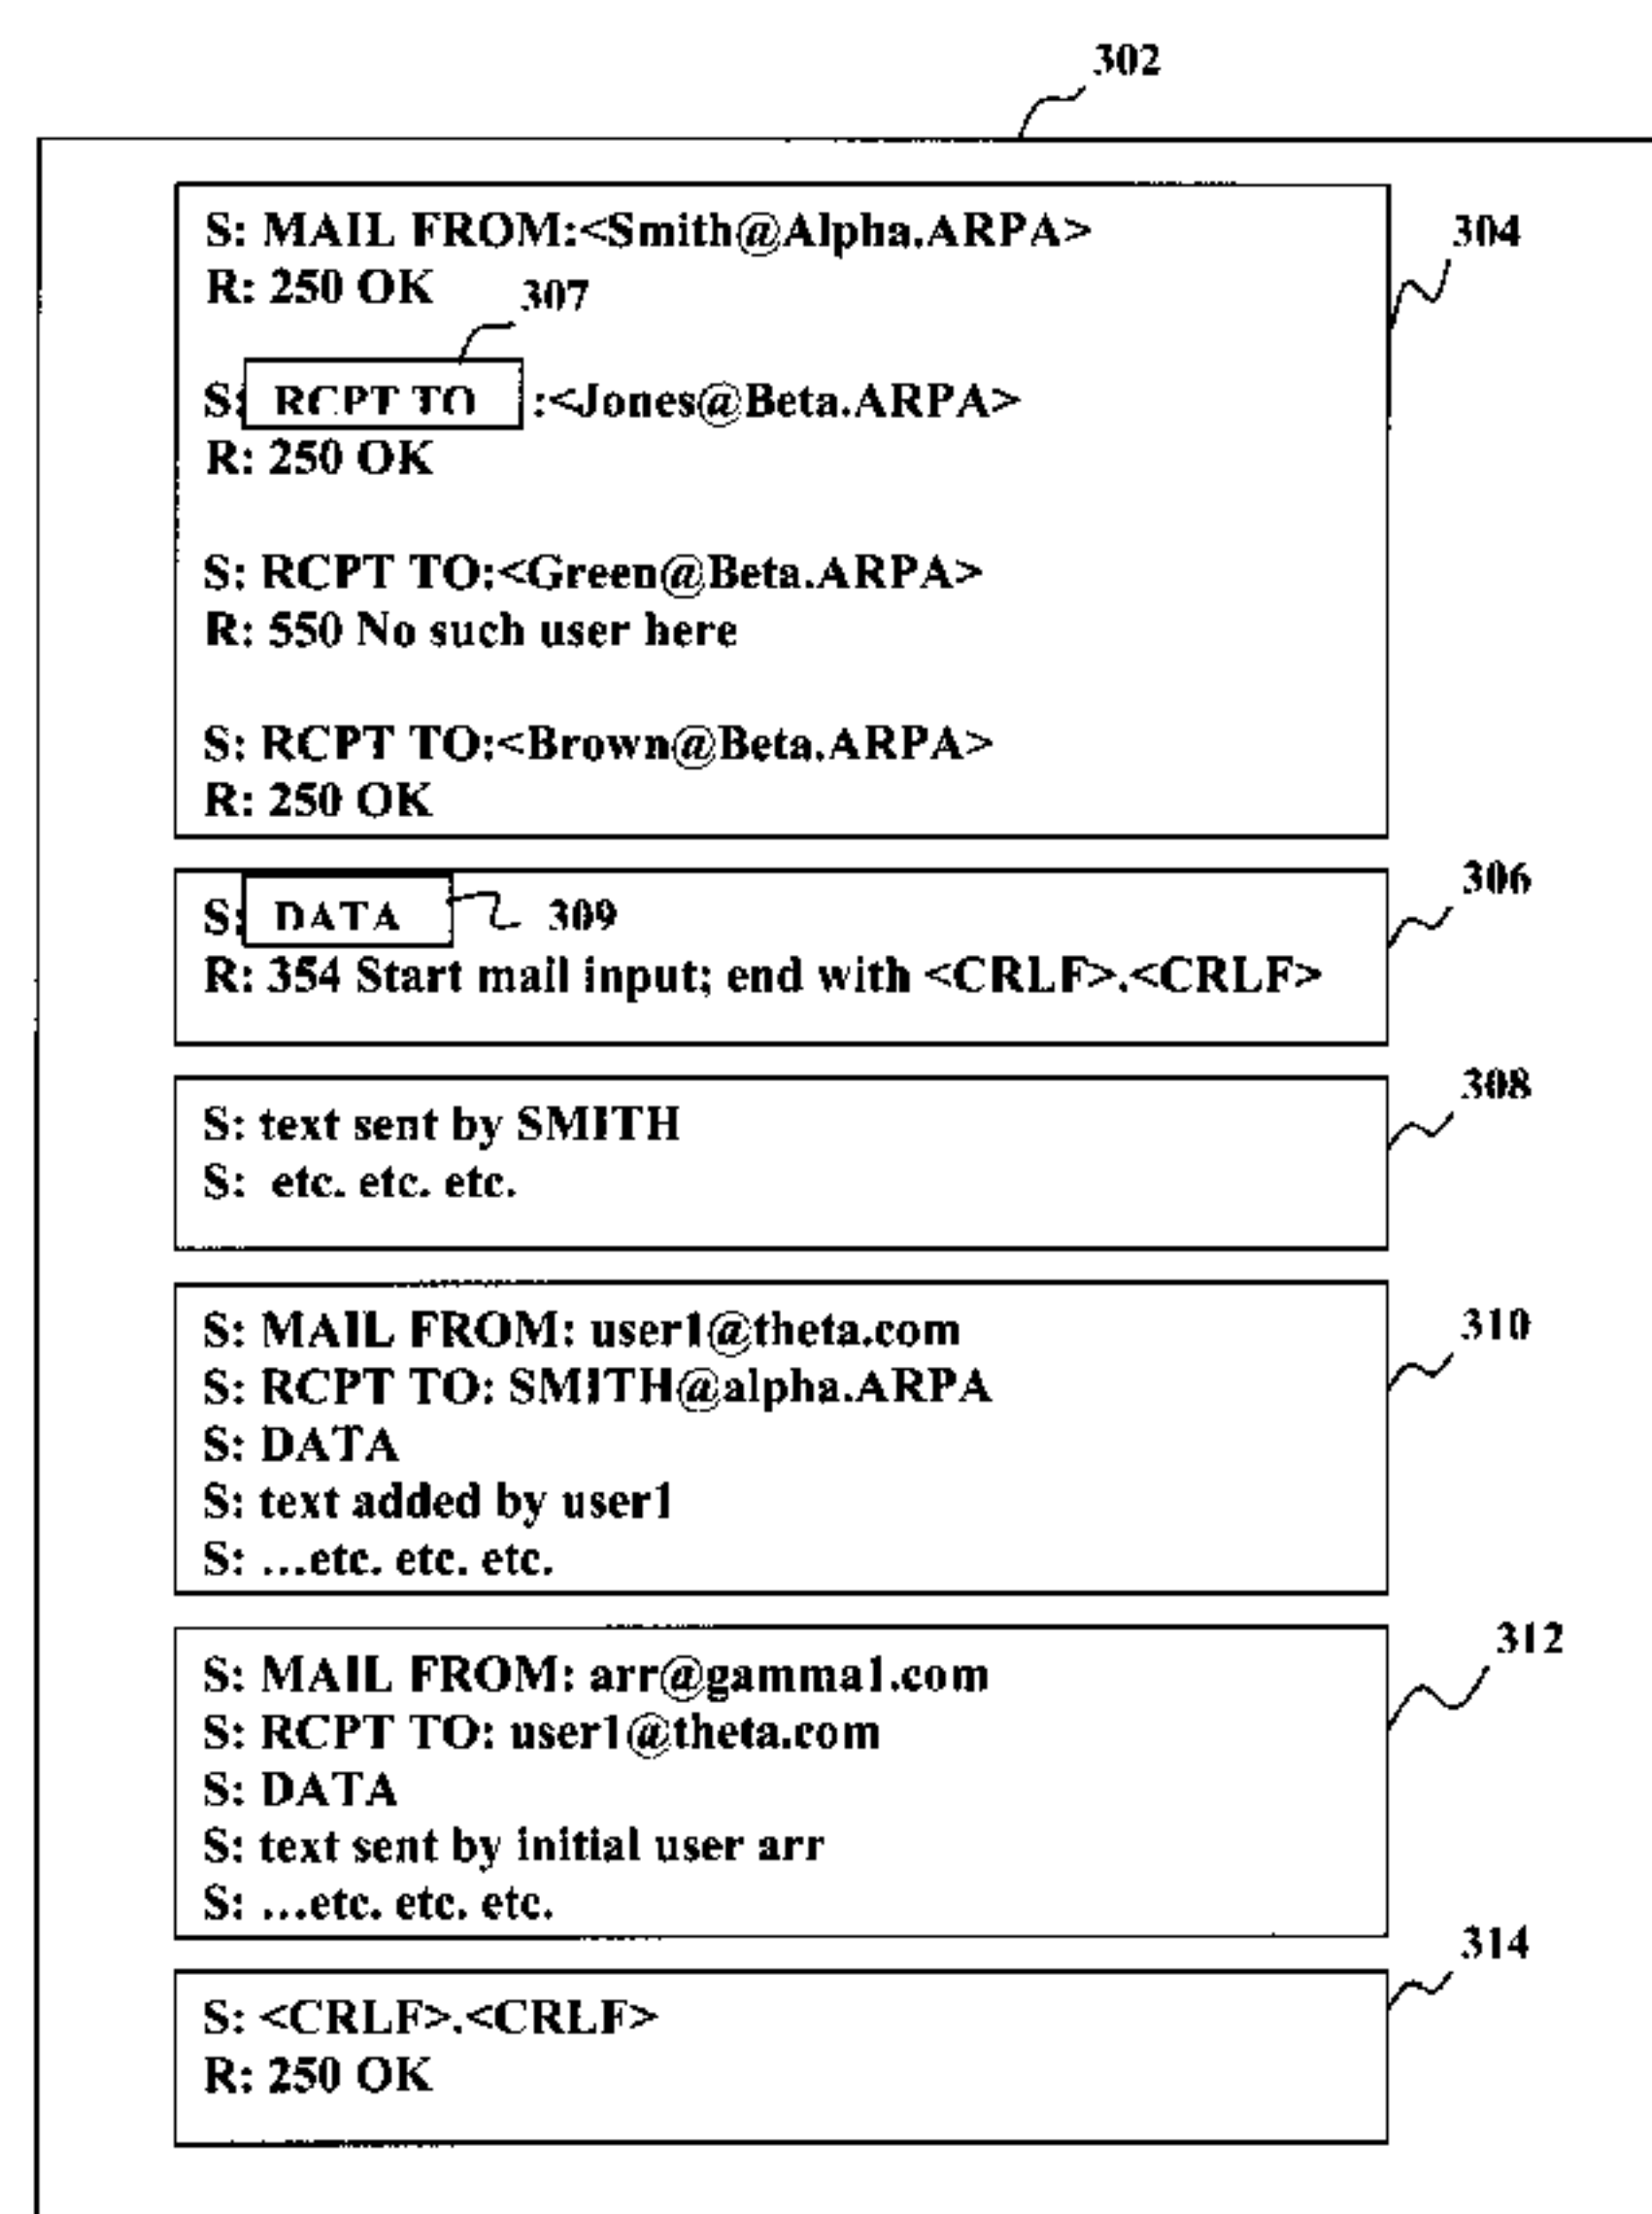 302
S: MAIL FROM:<Smith@Alpha.ARPA>
304
R: 250 OK
307
S: RCPT TO :<Jones@Beta.ARPA>
R: 250 OK
S: RCPT TO:<Green@Beta.ARPA>
R: 550 No such user here
S: RCPT TO:<Brown@Beta.ARPA>
R: 250 OK
306
S: DATA 309
R: 354 Start mail input; end with <CRLF>.<CRLF>
308
S: text sent by SMITH
S: etc. etc. etc.
310
S: MAIL FROM: user1@theta.com
S: RCPT TO: SMITH@alpha.ARPA
S: DATA
S: text added by user1
S: ...etc. etc. etc.
312
S: MAIL FROM: arr@gamma1.com
S: RCPT TO: user1@theta.com
S: DATA
S: text sent by initial user arr
S: ...etc. etc. etc.
314
S: <CRLF>.<CRLF>
R: 250 OK